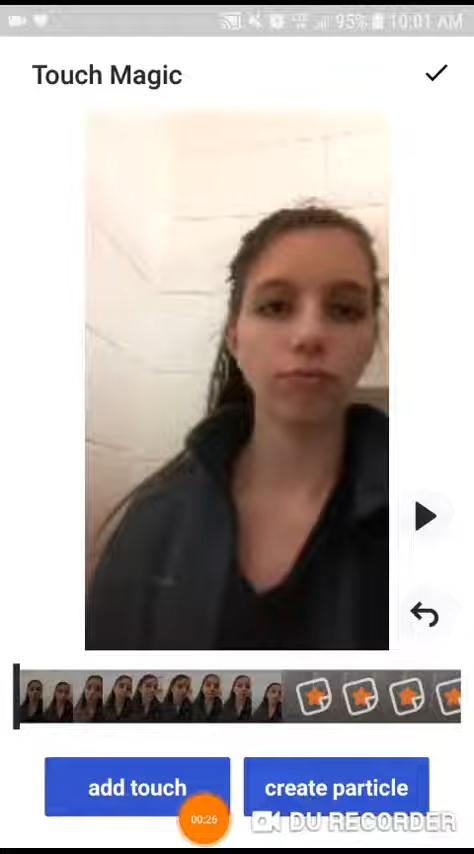 95% 10:01 AM
Touch Magic
add touch
create particle
00:26
DU RECORDER